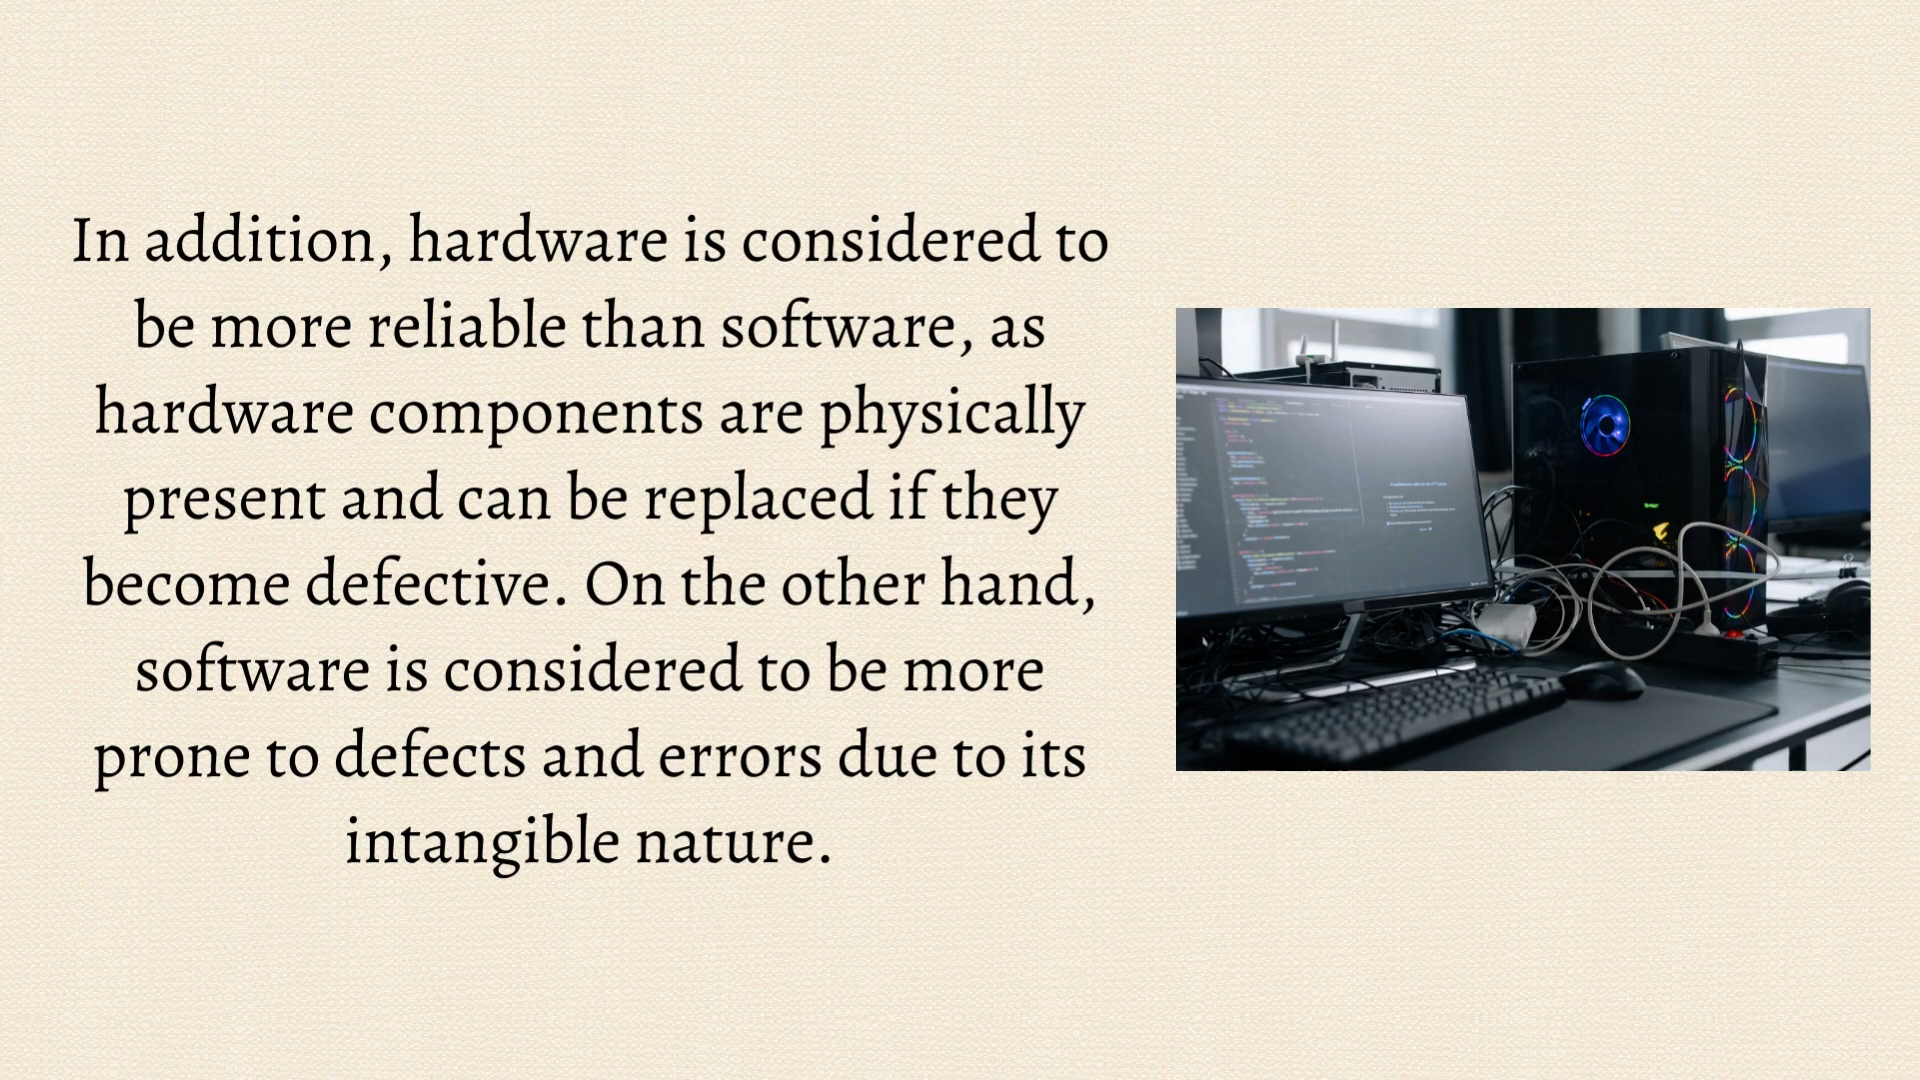 In addition, hardware is considered to
be more reliable than software, as
hardware components are physically
present and can be replaced if they
become defective. On the other hand,
software is considered to be more
prone to defects and errors due to its
intangible nature.